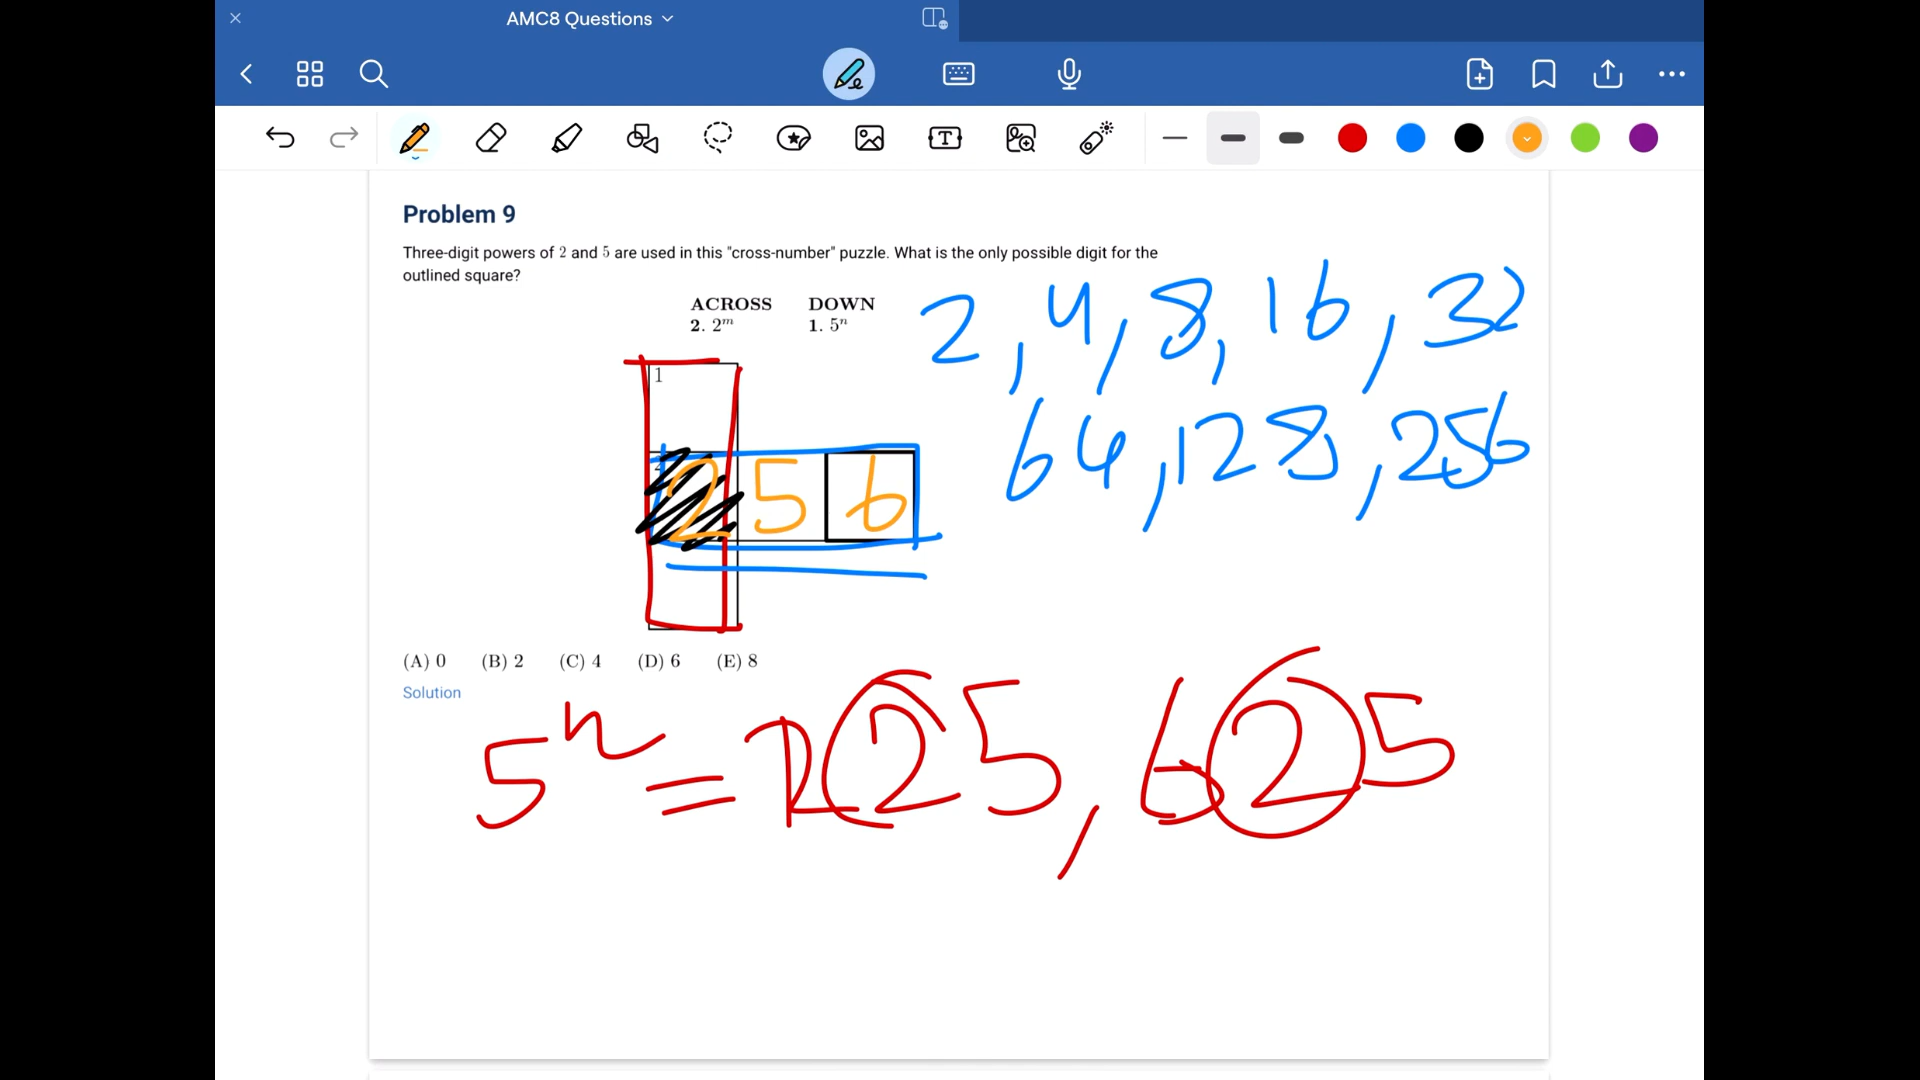 AMC8 Questions
Problem 9
Three-digit powers of 2 and 5 are used in this "cross-number" puzzle. What is the only possible digit for the
outlined square?
ACROSS DOWN
2. 2^m 1. 5^n
2, 4, 8, 16, 32
1
64, 128, 256
2 5 6
(A) 0 (B) 2 (C) 4 (D) 6 (E) 8
Solution
5^n = 125, 625